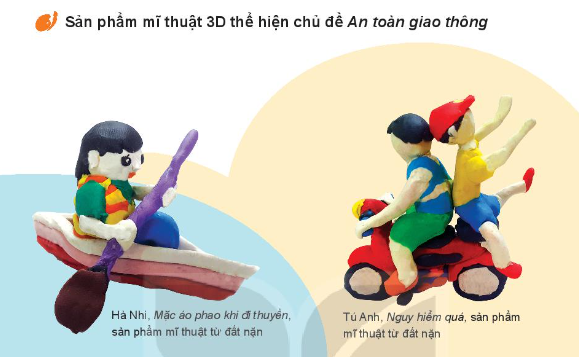 Sản phẩm mĩ thuật 3D thể hiện chủ đề An toàn giao thông
Hà Nhi, Mặc áo phao khi đi thuyền,
sản phẩm mĩ thuật từ đất nặn
Tú Anh, Nguy hiểm quá, sản phẩm
mĩ thuật từ đất nặn